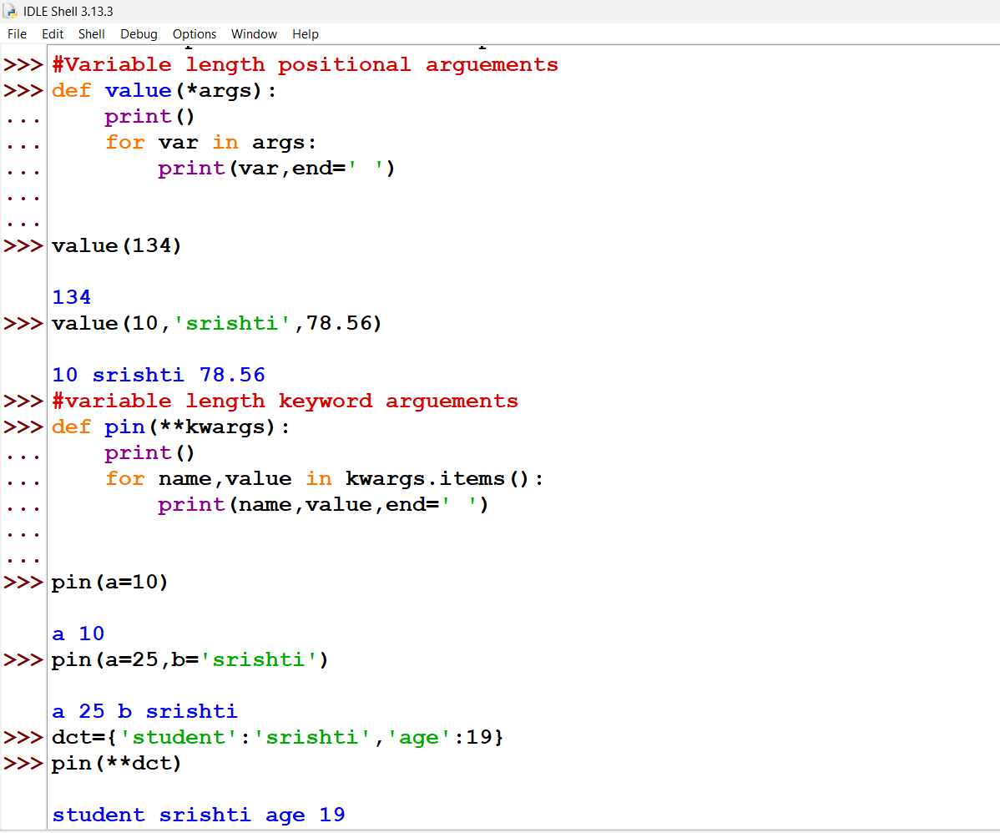 IDLE Shell 3.13.3
File Edit Shell Debug Options Window Help
>>> #Variable length positional arguements
>>> def value(*args):
...     print()
...     for var in args:
...         print(var,end=' ')
...
...
>>> value(134)
134
>>> value(10,'srishti',78.56)
10 srishti 78.56
>>> #variable length keyword arguements
>>> def pin(**kwargs):
...     print()
...     for name,value in kwargs.items():
...         print(name,value,end=' ')
...
...
>>> pin(a=10)
a 10
>>> pin(a=25,b='srishti')
a 25 b srishti
>>> dct={'student':'srishti','age':19}
>>> pin(**dct)
student srishti age 19